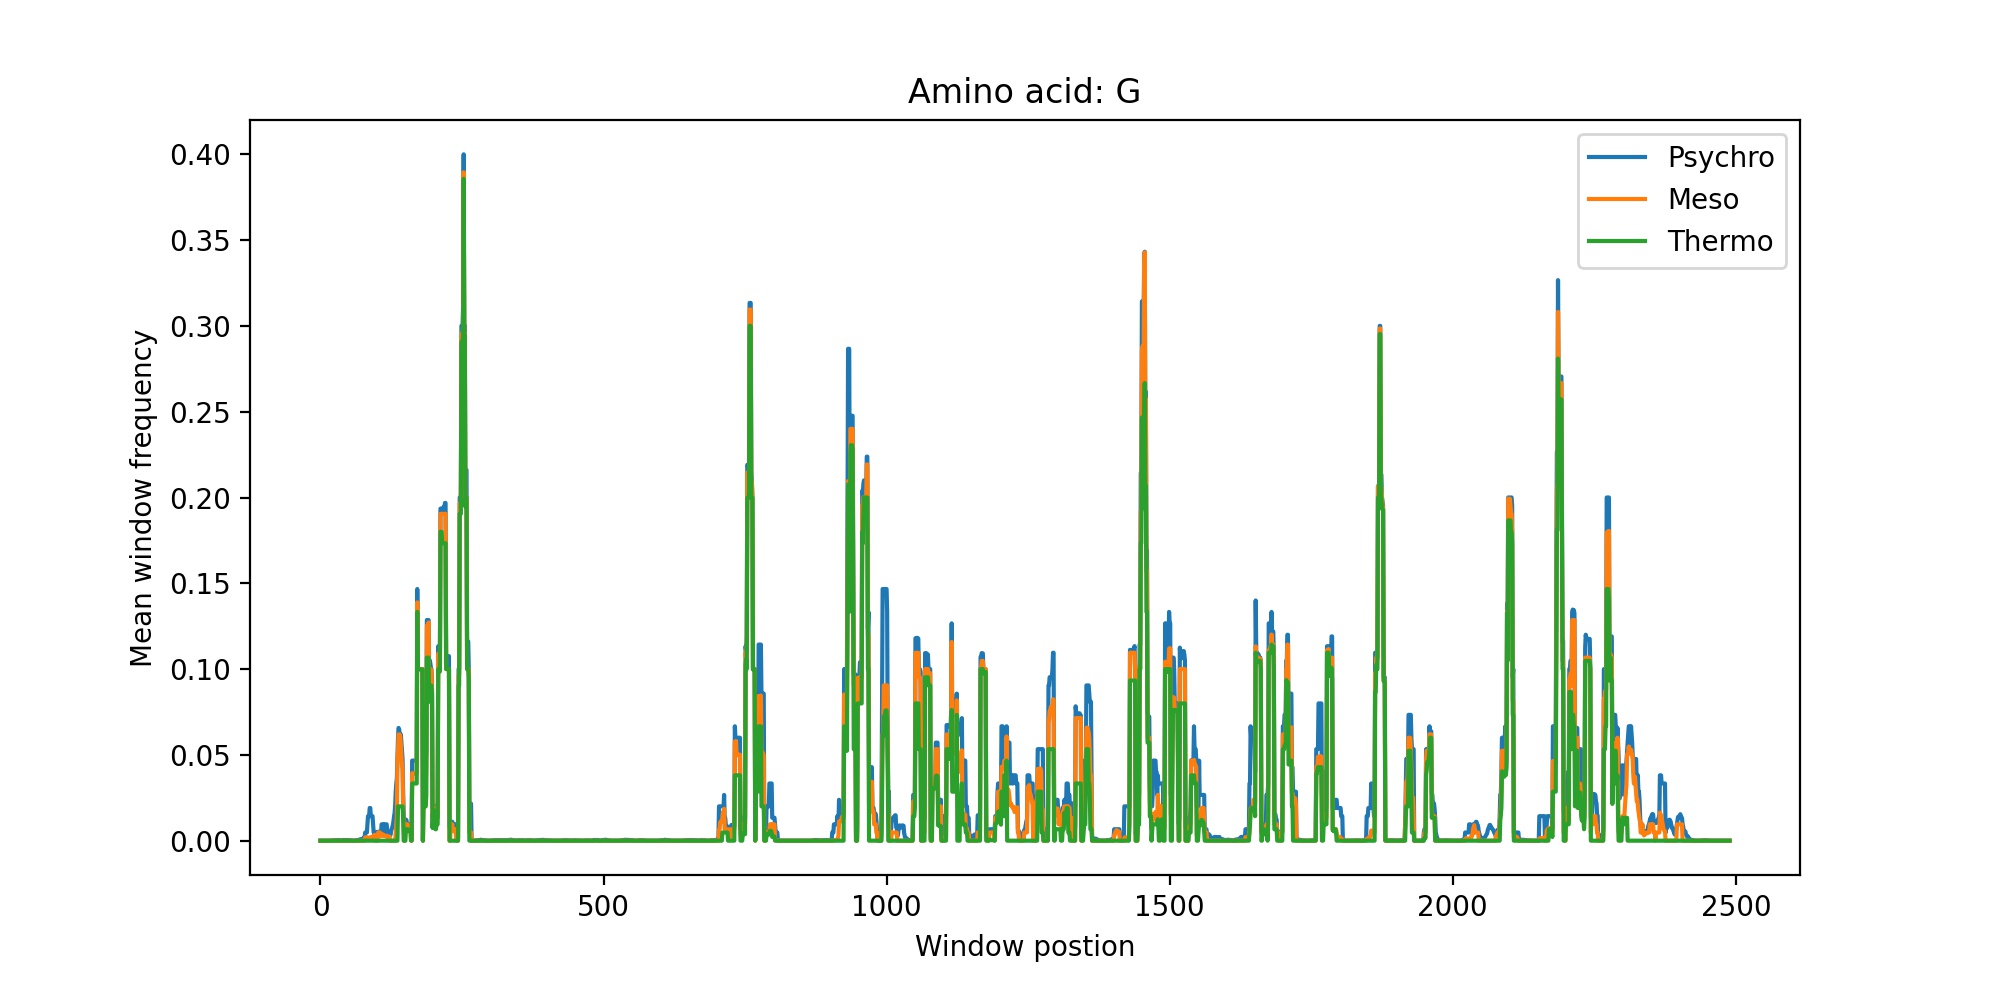 Amino acid: G
Psychro
Meso
Thermo
0.40
0.35
0.30
0.25
0.20
0.15
0.10
0.05
0.00
Mean window frequency
0 500 1000 1500 2000 2500
Window postion